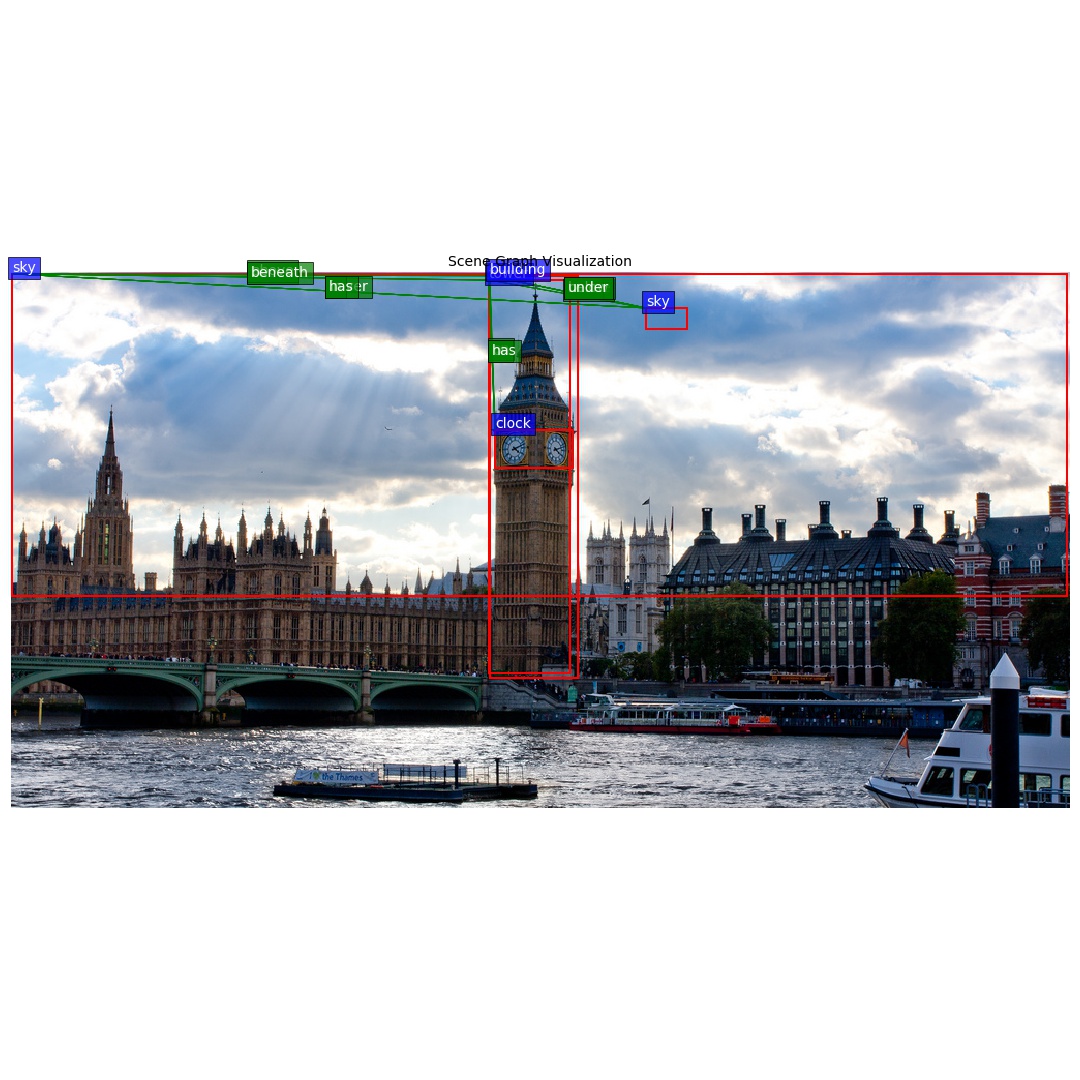 Scene Graph Visualization
sky
beneath
building
has
under
sky
has
clock
I the Thames